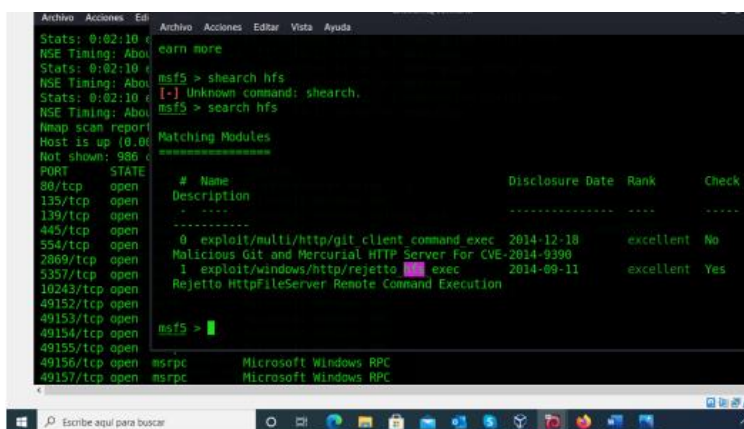 Archivo Acciones Edi
Stats: 0:02:10 e
NSE Timing: Abou
Stats: 0:02:10 e
NSE Timing: Abou
Stats: 0:02:10 e
NSE Timing: Abou
Nmap scan report
Host is up (0.00
Not shown: 986 c
PORT STATE
80/tcp open
135/tcp open
139/tcp open
445/tcp open
554/tcp open
2869/tcp open
5357/tcp open
10243/tcp open
49152/tcp open
49153/tcp open
49154/tcp open
49155/tcp open
49156/tcp open msrpc Microsoft Windows RPC
49157/tcp open msrpc Microsoft Windows RPC
Archivo Acciones Editar Vista Ayuda
earn more
msf5 > shearch hfs
[-] Unknown command: shearch.
msf5 > search hfs
Matching Modules
================
# Name Disclosure Date Rank Check
Description
- ---- --------------- ---- -----
-----------
0 exploit/multi/http/git_client_command_exec 2014-12-18 excellent No
Malicious Git and Mercurial HTTP Server For CVE-2014-9390
1 exploit/windows/http/rejetto_hfs_exec 2014-09-11 excellent Yes
Rejetto HttpFileServer Remote Command Execution
msf5 >
Escribe aquí para buscar